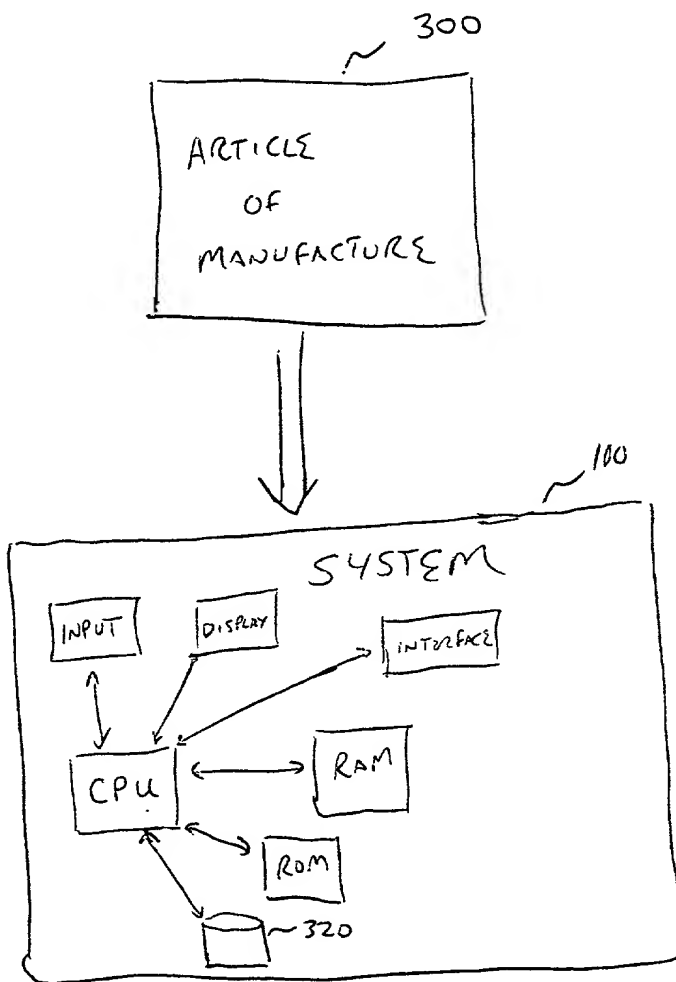 300
ARTICLE
OF
MANUFACTURE
100
SYSTEM
INPUT
DISPLAY
INTERFACE
CPU
RAM
ROM
320